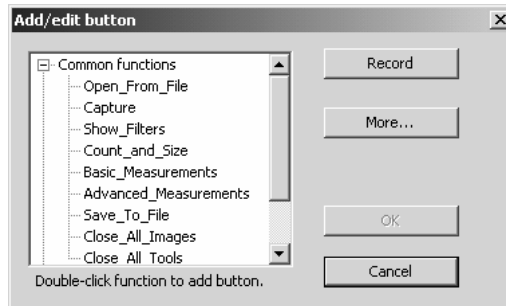 Add/edit button
Common functions
Open_From_File
Capture
Show_Filters
Count_and_Size
Basic_Measurements
Advanced_Measurements
Save_To_File
Close_All_Images
Close_All_Tools
Double-click function to add button.
Record
More...
OK
Cancel